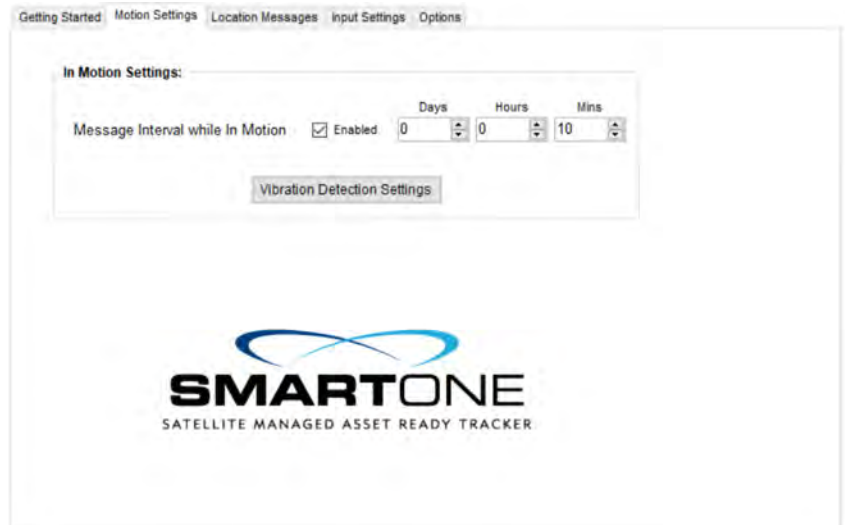 Getting Started Motion Settings Location Messages Input Settings Options
In Motion Settings:
Days Hours Mins
Message Interval while In Motion Enabled 0 0 10
Vibration Detection Settings
SMARTONE
SATELLITE MANAGED ASSET READY TRACKER